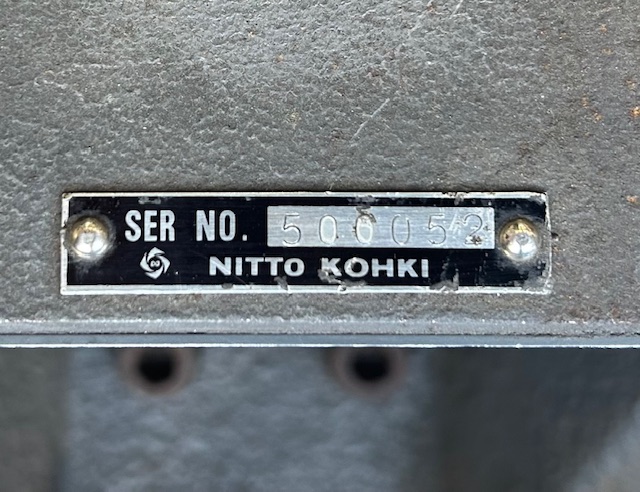 SER NO. 500052
NITTO KOHKI